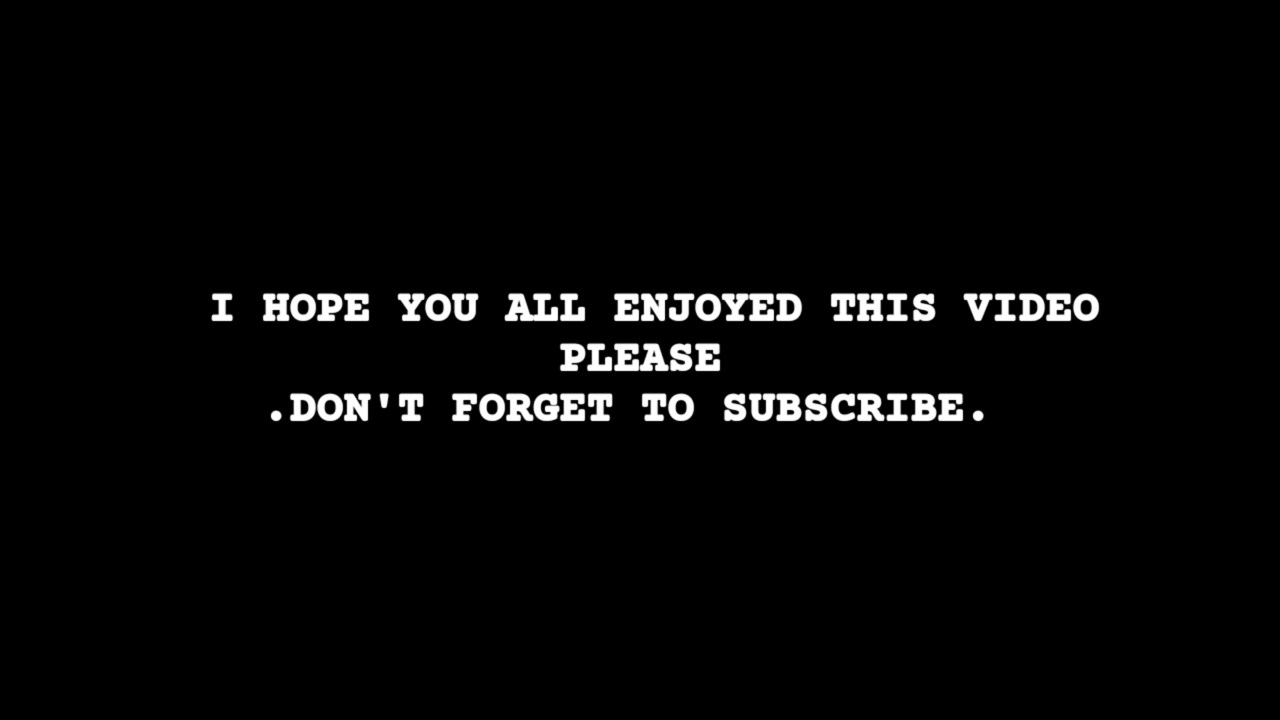 I HOPE YOU ALL ENJOYED THIS VIDEO
PLEASE
.DON'T FORGET TO SUBSCRIBE.